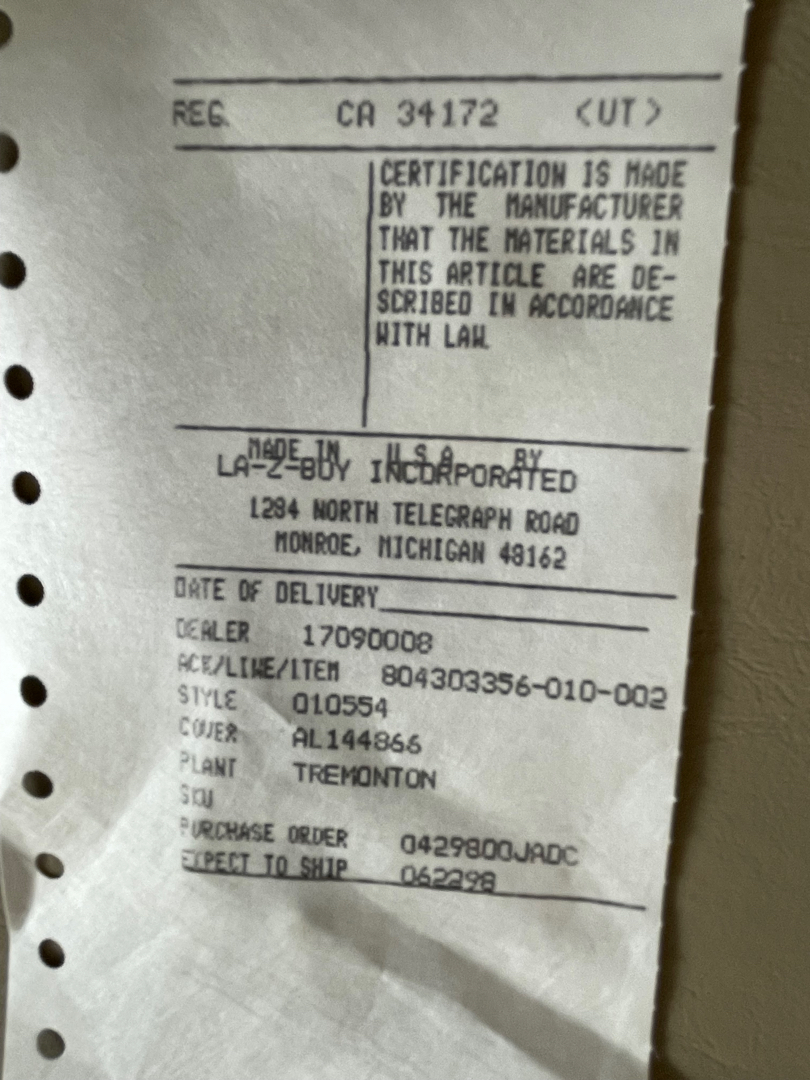 REG. CA 34172 <UT>
CERTIFICATION IS MADE
BY THE MANUFACTURER
THAT THE MATERIALS IN
THIS ARTICLE ARE DE-
SCRIBED IN ACCORDANCE
WITH LAW.
MADE IN U.S.A BY
LA-Z-BOY INCORPORATED
1284 NORTH TELEGRAPH ROAD
MONROE, MICHIGAN 48162
DATE OF DELIVERY
DEALER 17090008
ACK/LINE/ITEM 804303356-010-002
STYLE 010554
COVER AL144866
PLANT TREMONTON
SKU
PURCHASE ORDER 0429800JADC
EXPECT TO SHIP 062298